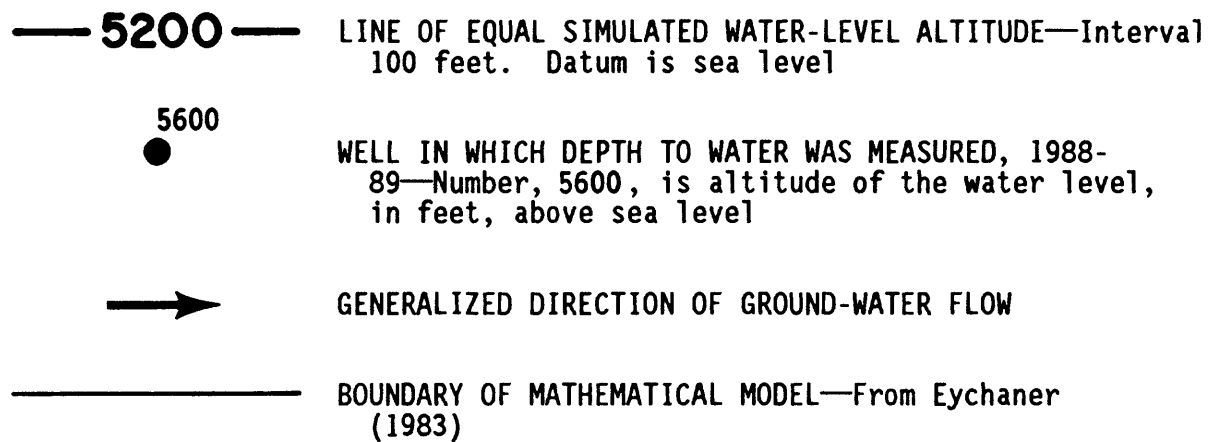 5200 LINE OF EQUAL SIMULATED WATER-LEVEL ALTITUDE—Interval
100 feet. Datum is sea level
5600
WELL IN WHICH DEPTH TO WATER WAS MEASURED, 1988-
89—Number, 5600, is altitude of the water level,
in feet, above sea level
GENERALIZED DIRECTION OF GROUND-WATER FLOW
BOUNDARY OF MATHEMATICAL MODEL—From Eychaner
(1983)